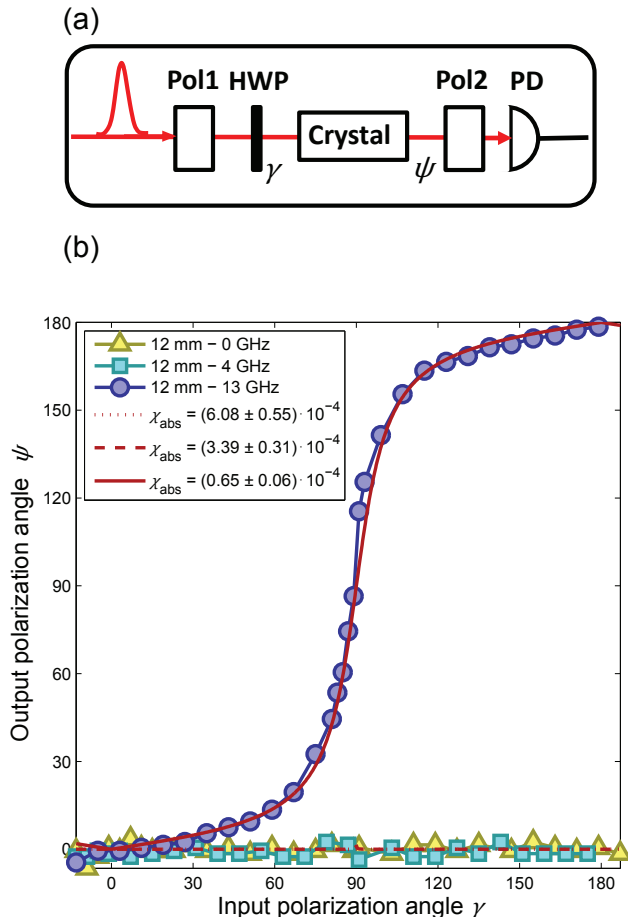 (a)
Pol1 HWP Crystal Pol2 PD
γ ψ
(b)
180
150
120
90
60
30
0
Output polarization angle ψ
12 mm − 0 GHz
12 mm − 4 GHz
12 mm − 13 GHz
χabs = (6.08 ± 0.55) · 10⁻⁴
χabs = (3.39 ± 0.31) · 10⁻⁴
χabs = (0.65 ± 0.06) · 10⁻⁴
0 30 60 90 120 150 180
Input polarization angle γ